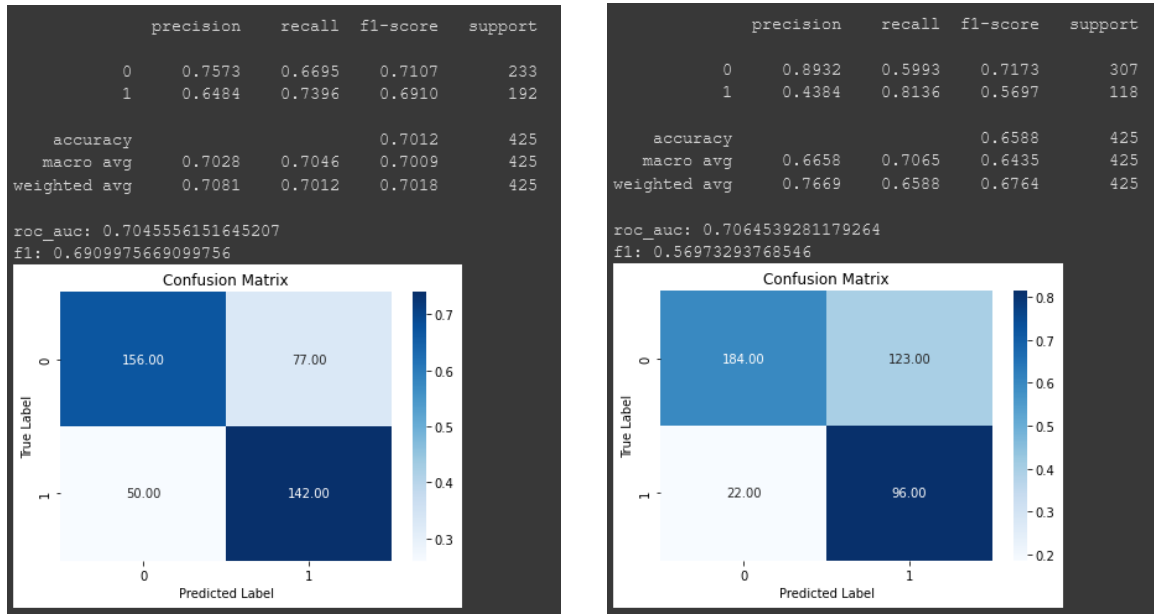 precision recall f1-score support
0 0.7573 0.6695 0.7107 233
1 0.6484 0.7396 0.6910 192
accuracy 0.7012 425
macro avg 0.7028 0.7046 0.7009 425
weighted avg 0.7081 0.7012 0.7018 425
roc_auc: 0.7045556151645207
f1: 0.6909975669099756
Confusion Matrix
0.7
0.6
0.5
0.4
0.3
True Label
0
156.00 77.00
1
50.00 142.00
0 1
Predicted Label
precision recall f1-score support
0 0.8932 0.5993 0.7173 307
1 0.4384 0.8136 0.5697 118
accuracy 0.6588 425
macro avg 0.6658 0.7065 0.6435 425
weighted avg 0.7669 0.6588 0.6764 425
roc_auc: 0.7064539281179264
f1: 0.56973293768546
Confusion Matrix
0.8
0.7
0.6
0.5
0.4
0.3
0.2
True Label
0
184.00 123.00
1
22.00 96.00
0 1
Predicted Label